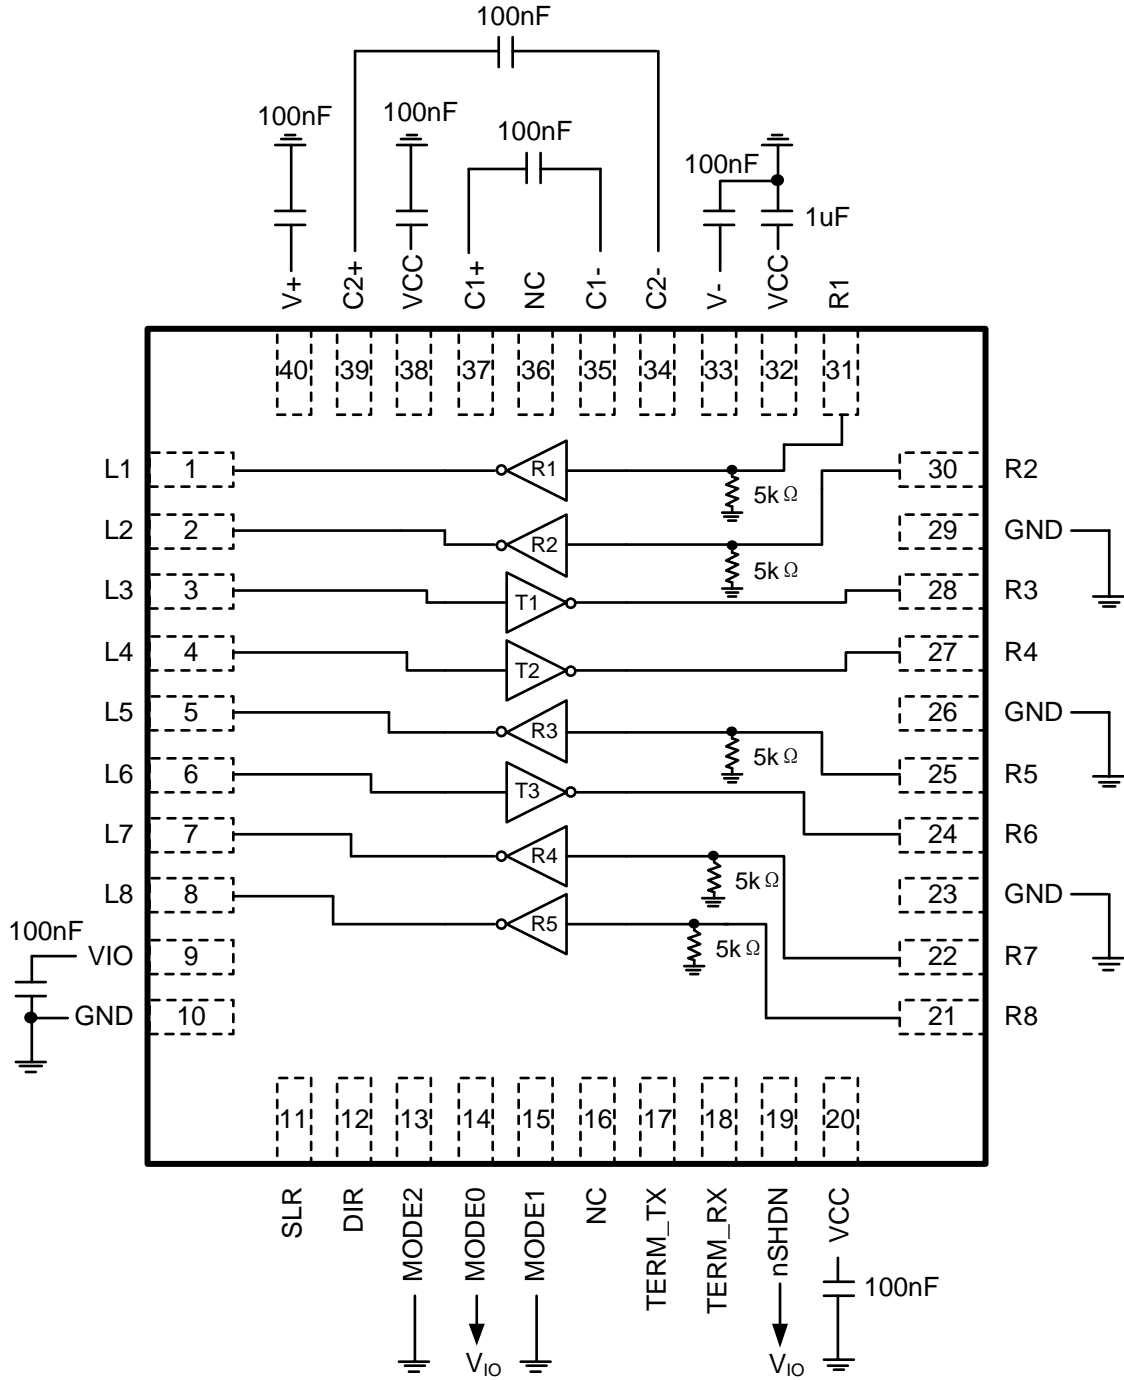 100nF
100nF
100nF
100nF
100nF
1uF
V+
C2+
VCC
C1+
NC
C1-
C2-
V-
VCC
R1
40
39
38
37
36
35
34
33
32
31
L1
1
R1
5k Ω
30
R2
L2
2
R2
5k Ω
29
GND
L3
3
T1
28
R3
L4
4
T2
27
R4
L5
5
R3
5k Ω
26
GND
L6
6
T3
25
R5
L7
7
R4
5k Ω
24
R6
L8
8
R5
5k Ω
23
GND
100nF
VIO
9
22
R7
GND
10
21
R8
11
12
13
14
15
16
17
18
19
20
SLR
DIR
MODE2
MODE0
MODE1
NC
TERM_TX
TERM_RX
nSHDN
VCC
100nF
VIO
VIO